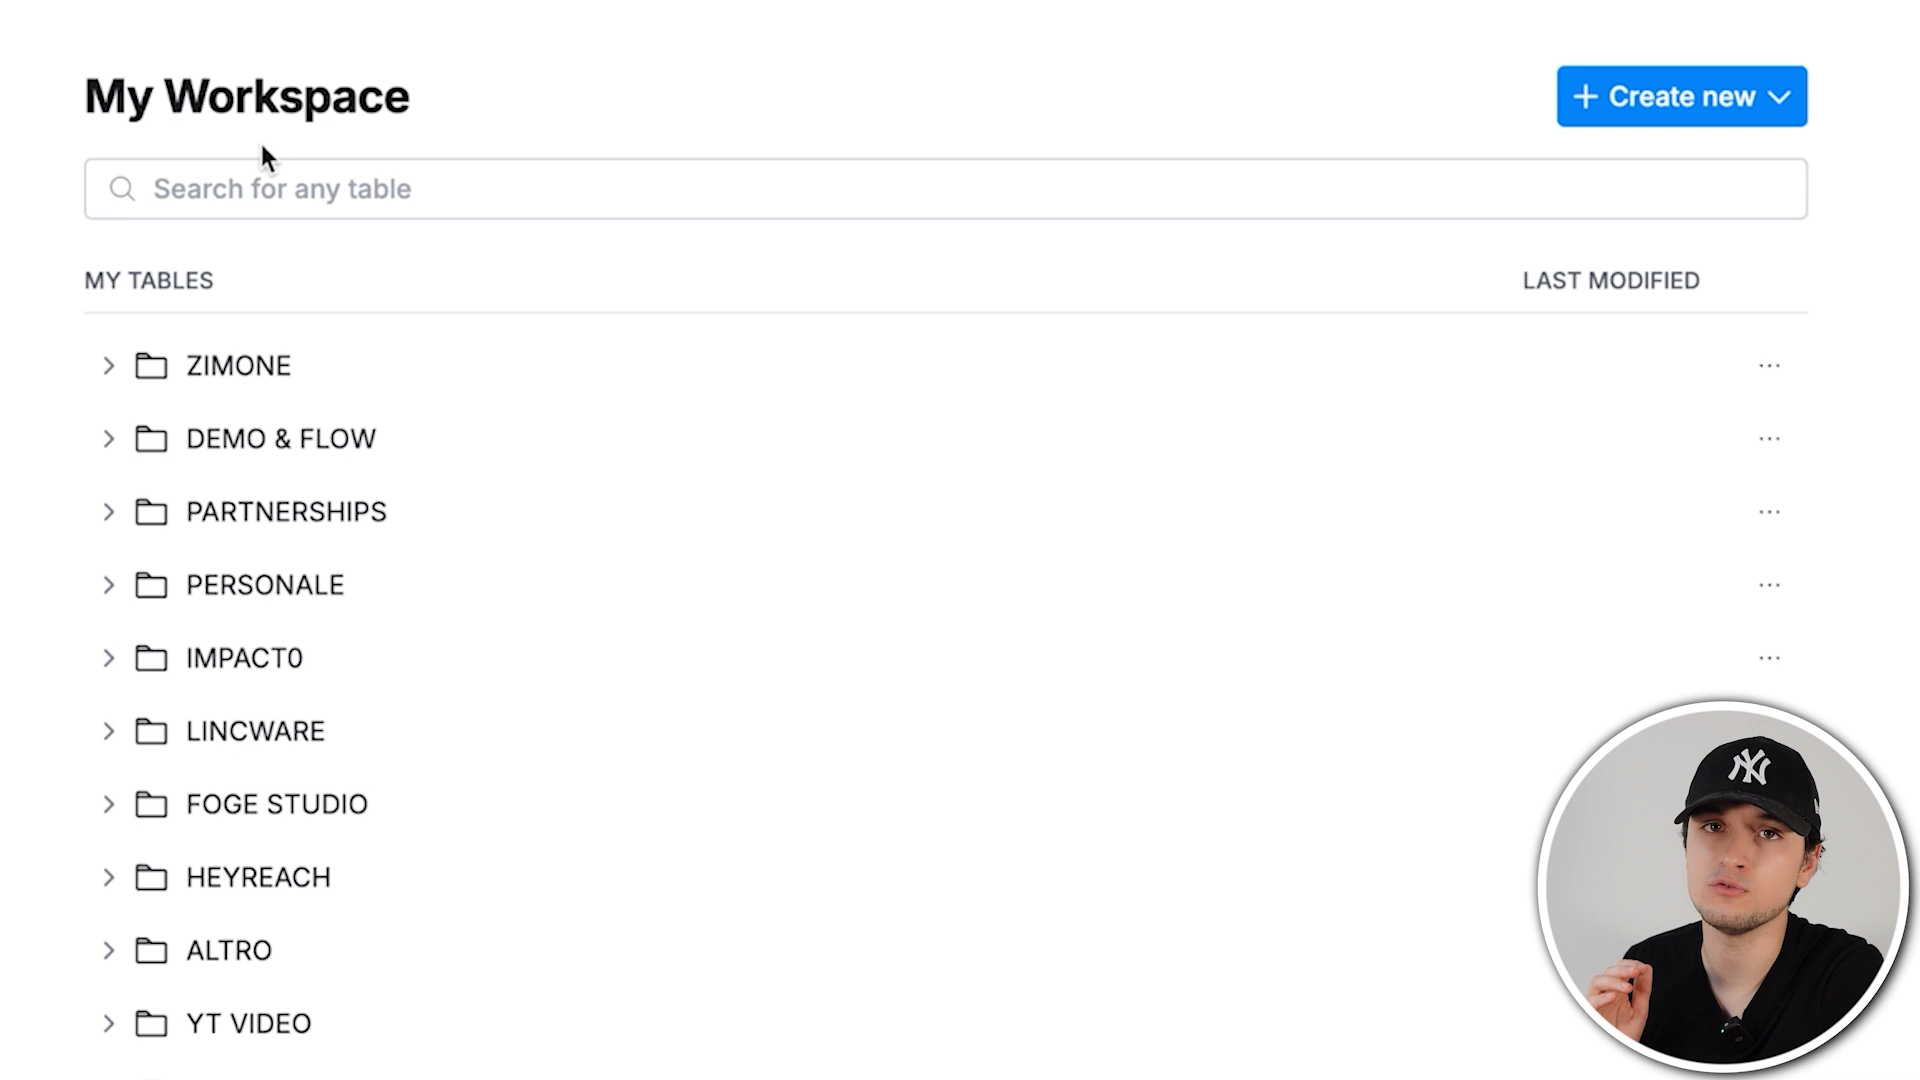 My Workspace
+ Create new
Search for any table
MY TABLES
LAST MODIFIED
ZIMONE
DEMO & FLOW
PARTNERSHIPS
PERSONALE
IMPACT0
LINCWARE
FOGE STUDIO
HEYREACH
ALTRO
YT VIDEO
NY